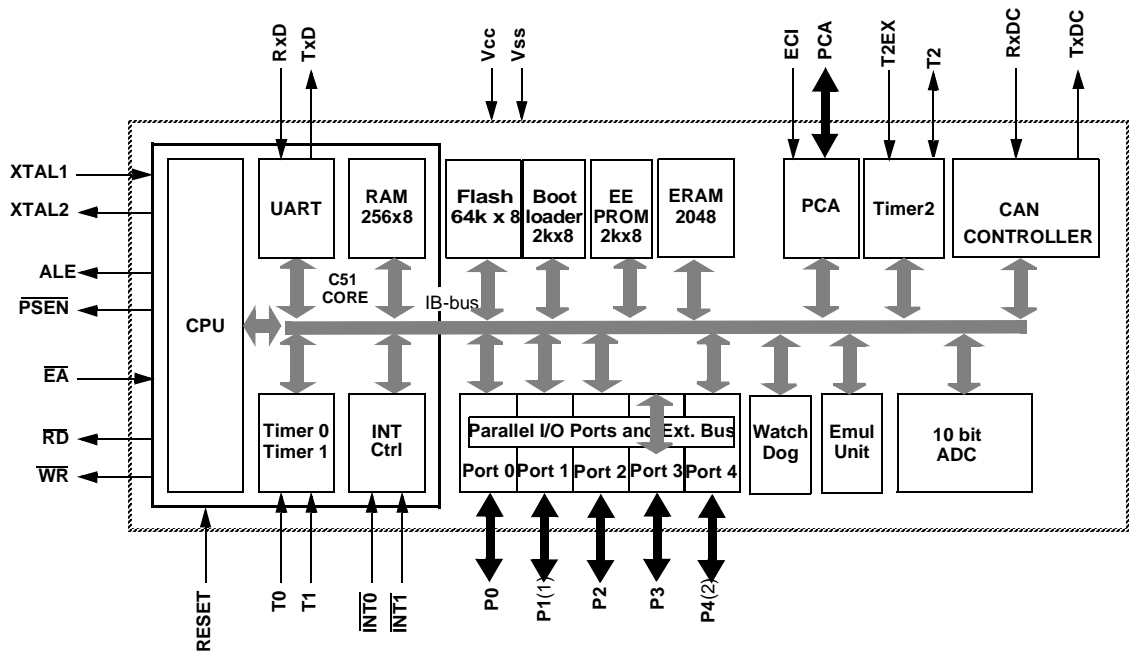 RxD
TxD
Vcc
Vss
ECI
PCA
T2EX
T2
RxDC
TxDC
XTAL1
XTAL2
ALE
PSEN
EA
RD
WR
CPU
UART
RAM
256x8
C51
CORE
Flash
64k x 8
Boot
loader
2kx8
EE
PROM
2kx8
ERAM
2048
PCA
Timer2
CAN
CONTROLLER
IB-bus
Timer 0
Timer 1
INT
Ctrl
Parallel I/O Ports and Ext. Bus
Port 0
Port 1
Port 2
Port 3
Port 4
Watch
Dog
Emul
Unit
10 bit
ADC
RESET
T0
T1
INT0
INT1
P0
P1(1)
P2
P3
P4(2)